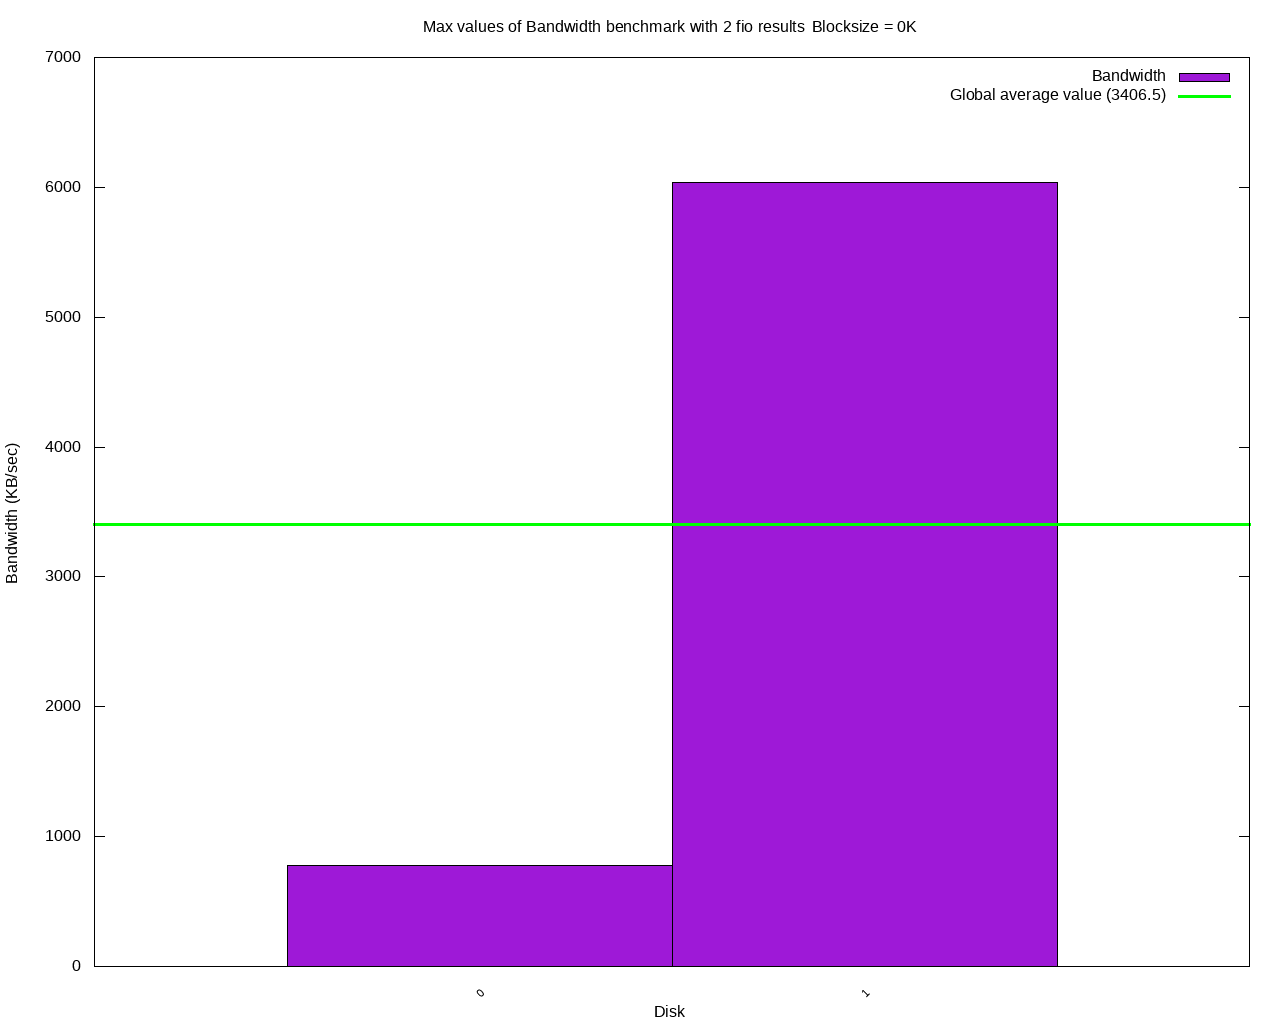 Max values of Bandwidth benchmark with 2 fio results Blocksize = 0K
7000
6000
5000
4000
3000
2000
1000
0
Bandwidth (KB/sec)
Bandwidth
Global average value (3406.5)
0
1
Disk